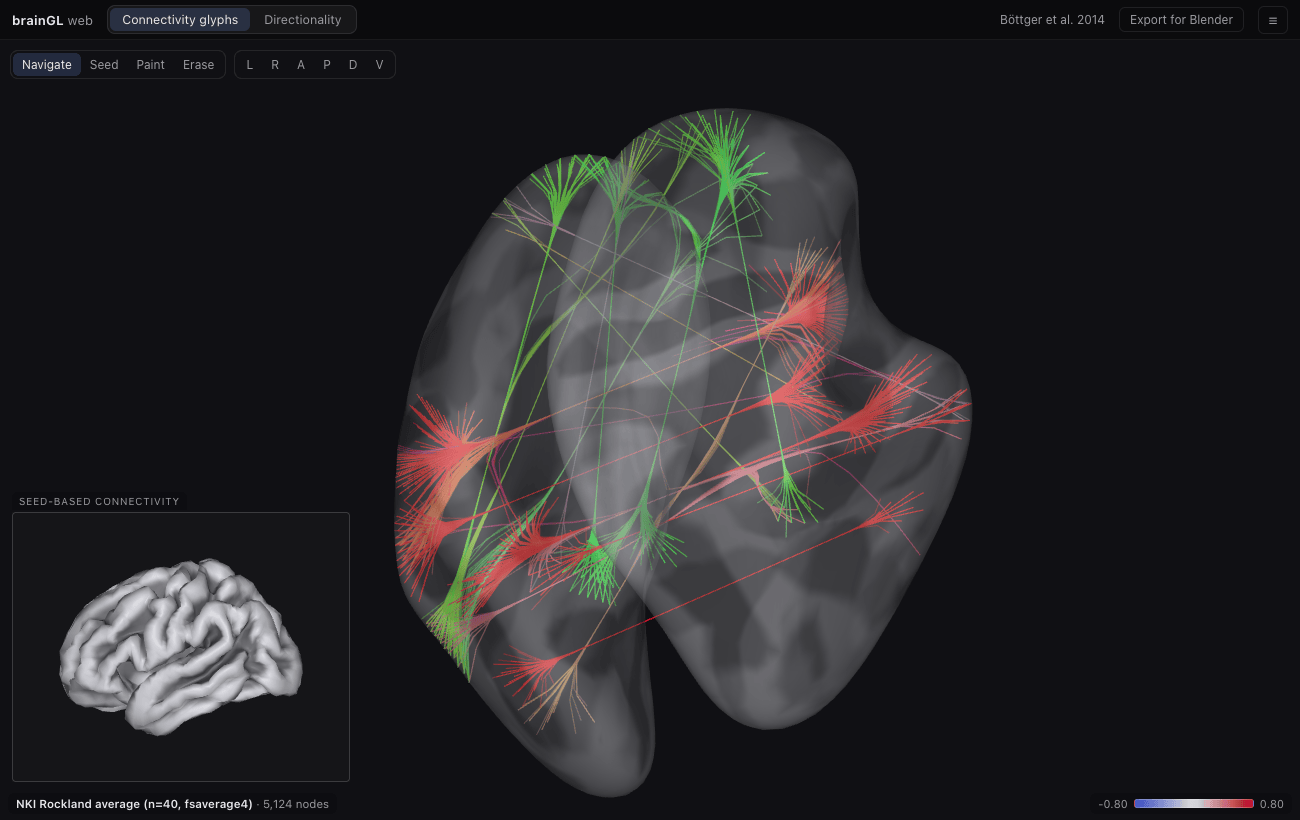 brainGL web Connectivity glyphs Directionality Böttger et al. 2014 Export for Blender ≡
Navigate Seed Paint Erase L R A P D V
SEED-BASED CONNECTIVITY
NKI Rockland average (n=40, fsaverage4) · 5,124 nodes
-0.80 0.80